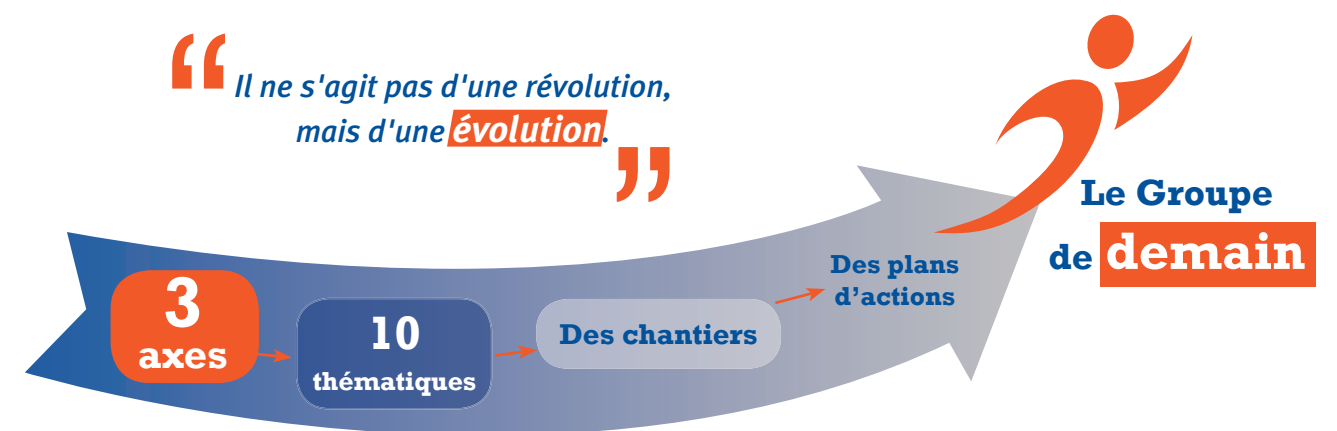 “ Il ne s'agit pas d'une révolution,
mais d'une évolution. ”
Le Groupe
de demain
3
axes
10
thématiques
Des chantiers
Des plans
d’actions